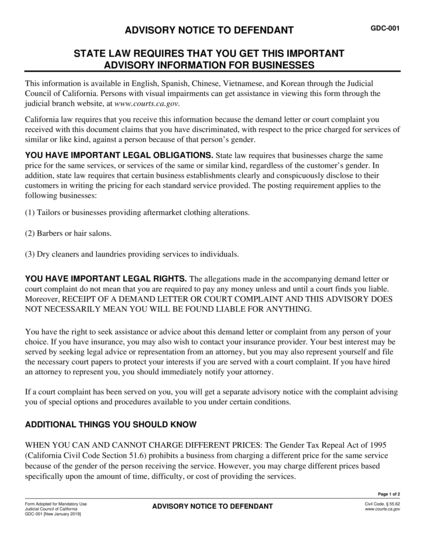 ADVISORY NOTICE TO DEFENDANT
GDC-001
STATE LAW REQUIRES THAT YOU GET THIS IMPORTANT
ADVISORY INFORMATION FOR BUSINESSES
This information is available in English, Spanish, Chinese, Vietnamese, and Korean through the Judicial
Council of California. Persons with visual impairments can get assistance in viewing this form through the
judicial branch website, at www.courts.ca.gov.
California law requires that you receive this information because the demand letter or court complaint you
received with this document claims that you have discriminated, with respect to the price charged for services of
similar or like kind, against a person because of that person's gender.
YOU HAVE IMPORTANT LEGAL OBLIGATIONS. State law requires that businesses charge the same
price for the same services, or services of the same or similar kind, regardless of the customer's gender. In
addition, state law requires that certain business establishments clearly and conspicuously disclose to their
customers in writing the pricing for each standard service provided. The posting requirement applies to the
following businesses:
(1) Tailors or businesses providing aftermarket clothing alterations.
(2) Barbers or hair salons.
(3) Dry cleaners and laundries providing services to individuals.
YOU HAVE IMPORTANT LEGAL RIGHTS. The allegations made in the accompanying demand letter or
court complaint do not mean that you are required to pay any money unless and until a court finds you liable.
Moreover, RECEIPT OF A DEMAND LETTER OR COURT COMPLAINT AND THIS ADVISORY DOES
NOT NECESSARILY MEAN YOU WILL BE FOUND LIABLE FOR ANYTHING.
You have the right to seek assistance or advice about this demand letter or complaint from any person of your
choice. If you have insurance, you may also wish to contact your insurance provider. Your best interest may be
served by seeking legal advice or representation from an attorney, but you may also represent yourself and file
the necessary court papers to protect your interests if you are served with a court complaint. If you have hired
an attorney to represent you, you should immediately notify your attorney.
If a court complaint has been served on you, you will get a separate advisory notice with the complaint advising
you of special options and procedures available to you under certain conditions.
ADDITIONAL THINGS YOU SHOULD KNOW
WHEN YOU CAN AND CANNOT CHARGE DIFFERENT PRICES: The Gender Tax Repeal Act of 1995
(California Civil Code Section 51.6) prohibits a business from charging a different price for the same service
because of the gender of the person receiving the service. However, you may charge different prices based
specifically upon the amount of time, difficulty, or cost of providing the services.
Page 1 of 2
Form Adopted for Mandatory Use
Judicial Council of California
GDC-001 [New January 2019]
ADVISORY NOTICE TO DEFENDANT
Civil Code, § 55.62
www.courts.ca.gov